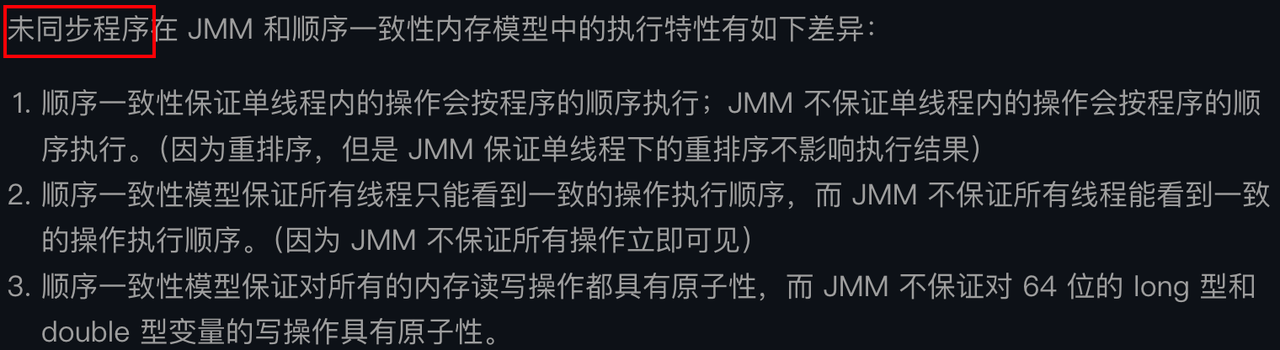 未同步程序在 JMM 和顺序一致性内存模型中的执行特性有如下差异：
1. 顺序一致性保证单线程内的操作会按程序的顺序执行；JMM 不保证单线程内的操作会按程序的顺
序执行。（因为重排序，但是 JMM 保证单线程下的重排序不影响执行结果）
2. 顺序一致性模型保证所有线程只能看到一致的操作执行顺序，而 JMM 不保证所有线程能看到一致
的操作执行顺序。（因为 JMM 不保证所有操作立即可见）
3. 顺序一致性模型保证对所有的内存读写操作都具有原子性，而 JMM 不保证对 64 位的 long 型和
double 型变量的写操作具有原子性。